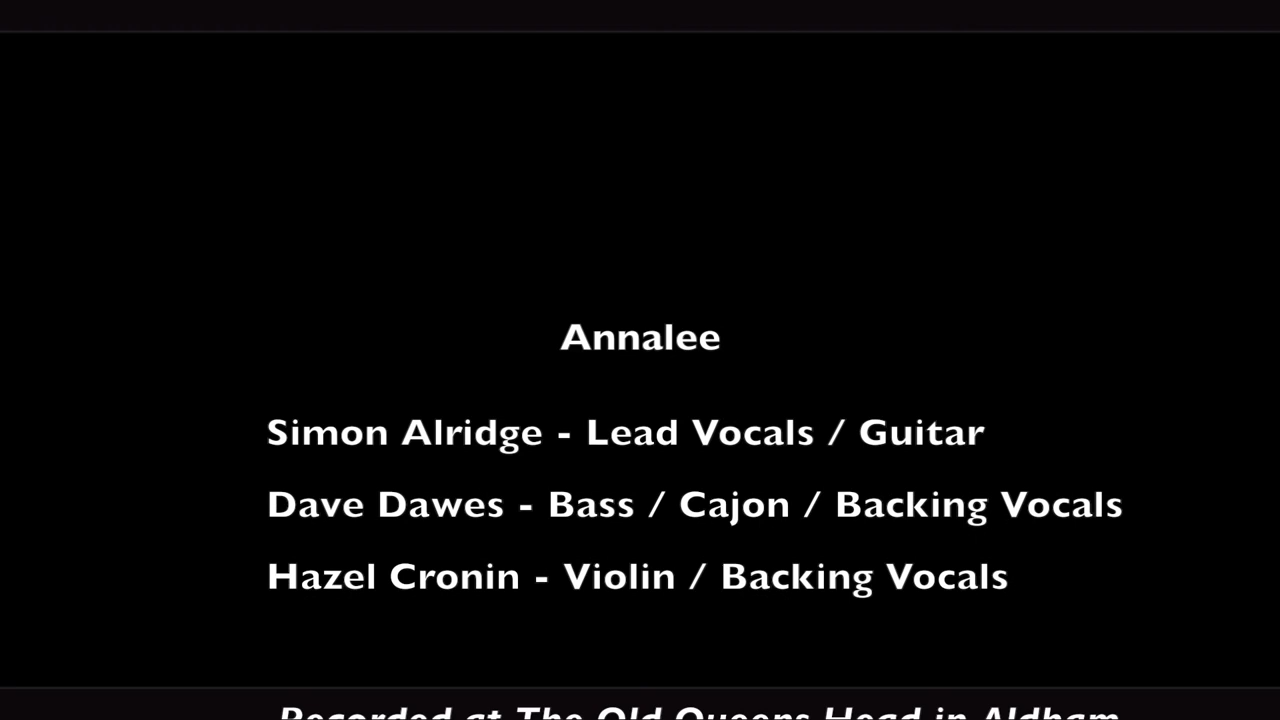 Annalee
Simon Alridge - Lead Vocals / Guitar
Dave Dawes - Bass / Cajon / Backing Vocals
Hazel Cronin - Violin / Backing Vocals
Recorded at The Old Queens Head in Aldham